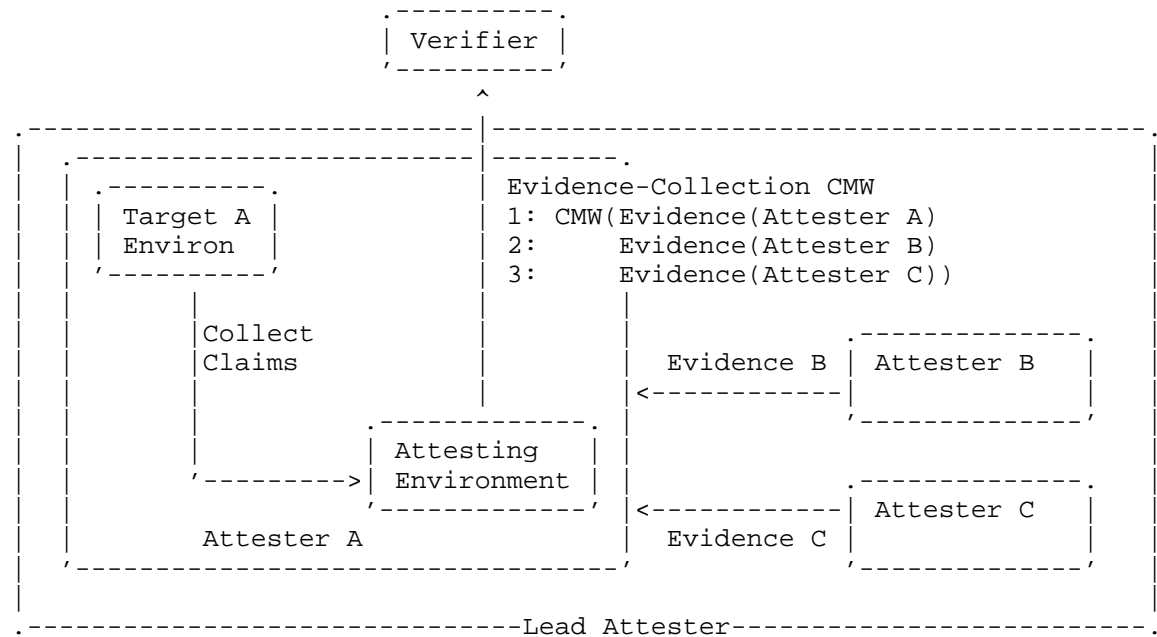 Verifier
Evidence-Collection CMW
Target A
Environ
1: CMW(Evidence(Attester A)
2: Evidence(Attester B)
3: Evidence(Attester C))
Collect
Claims
Evidence B
Attester B
Attesting
Environment
Attester C
Attester A
Evidence C
Lead Attester